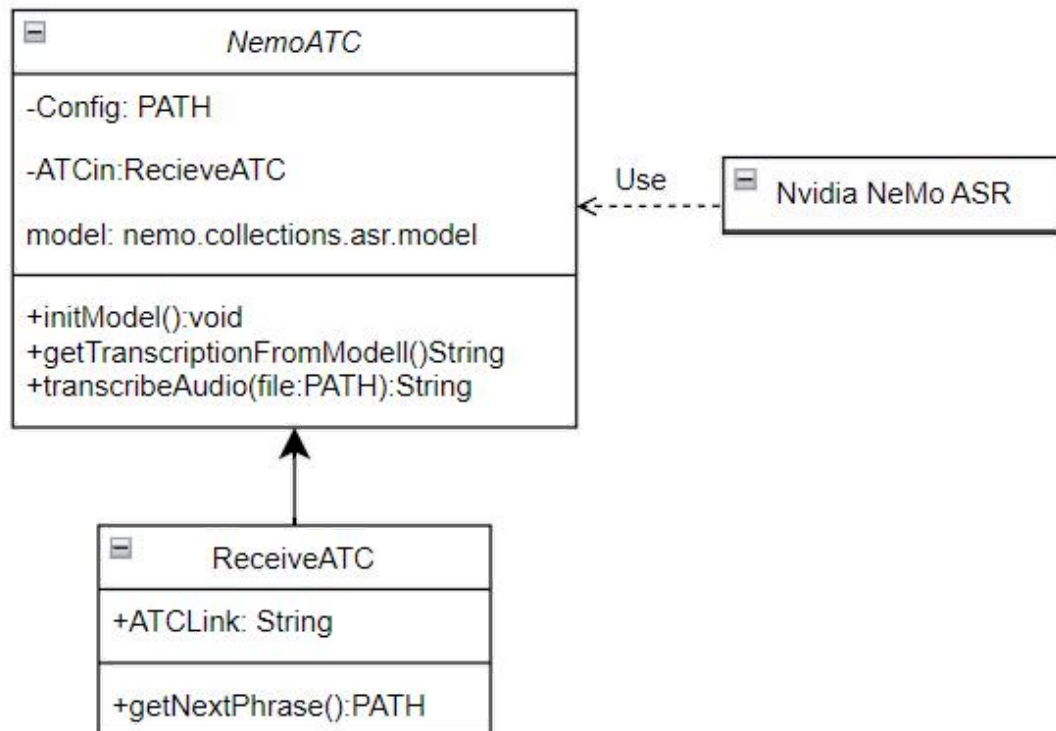 NemoATC
-Config: PATH
-ATCin:RecieveATC
model: nemo.collections.asr.model
+initModel():void
+getTranscriptionFromModell()String
+transcribeAudio(file:PATH):String
Use
Nvidia NeMo ASR
ReceiveATC
+ATCLink: String
+getNextPhrase():PATH